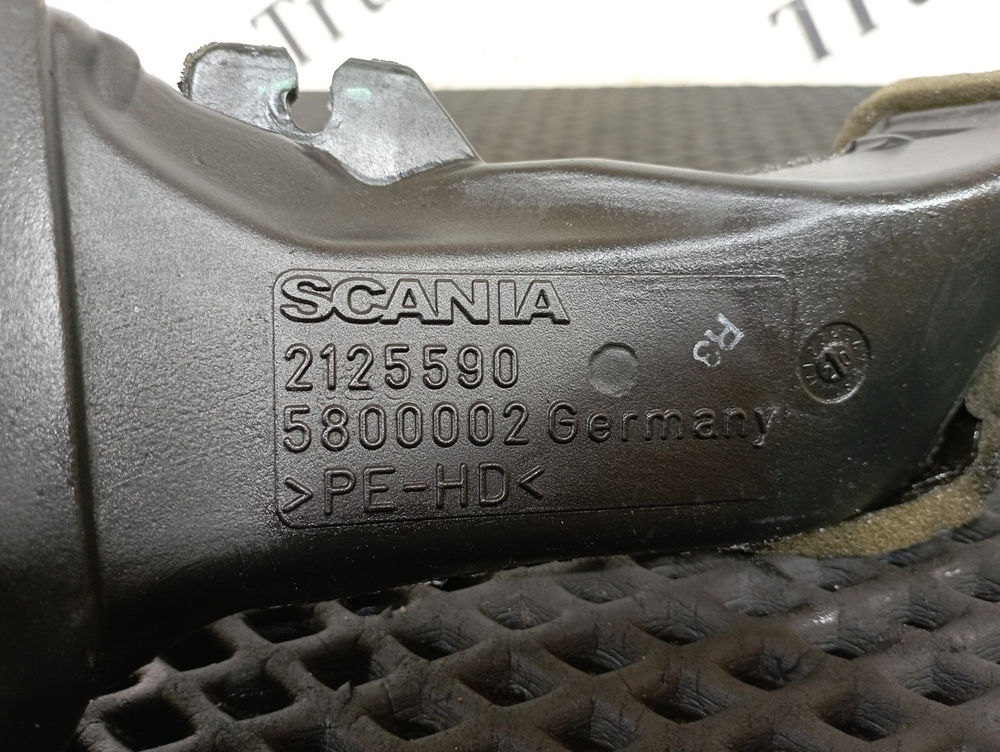 SCANIA
2125590
5800002 Germany
>PE-HD<
R3